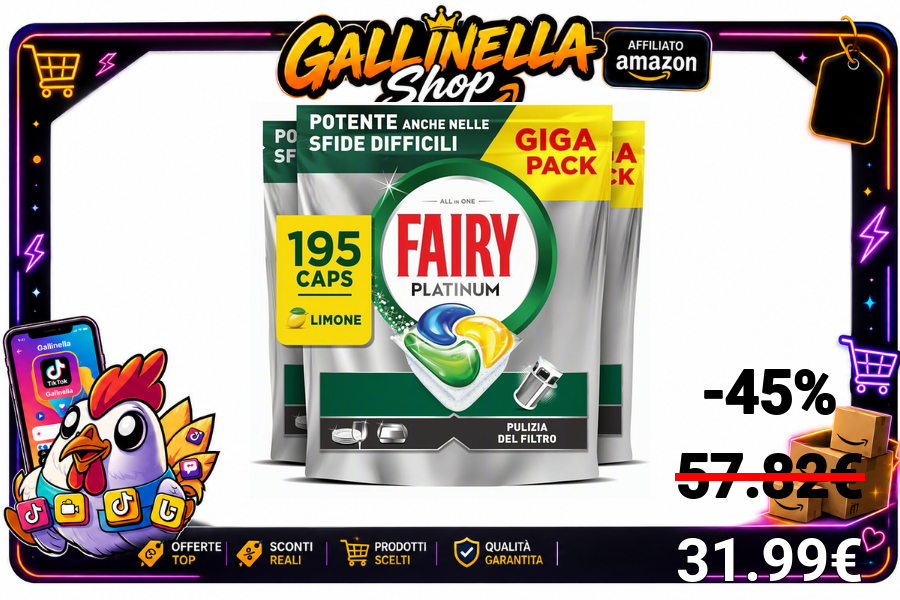 GALLINELLA
Shop
AFFILIATO
amazon
POTENTE ANCHE NELLE
SFIDE DIFFICILI
GIGA
PACK
PO
SF
A
CK
ALL IN ONE
FAIRY
PLATINUM
195
CAPS
LIMONE
PULIZIA
DEL FILTRO
Gallinella
TikTok
Gallinella
-45%
57.82€
31.99€
OFFERTE
TOP
SCONTI
REALI
PRODOTTI
SCELTI
QUALITÀ
GARANTITA